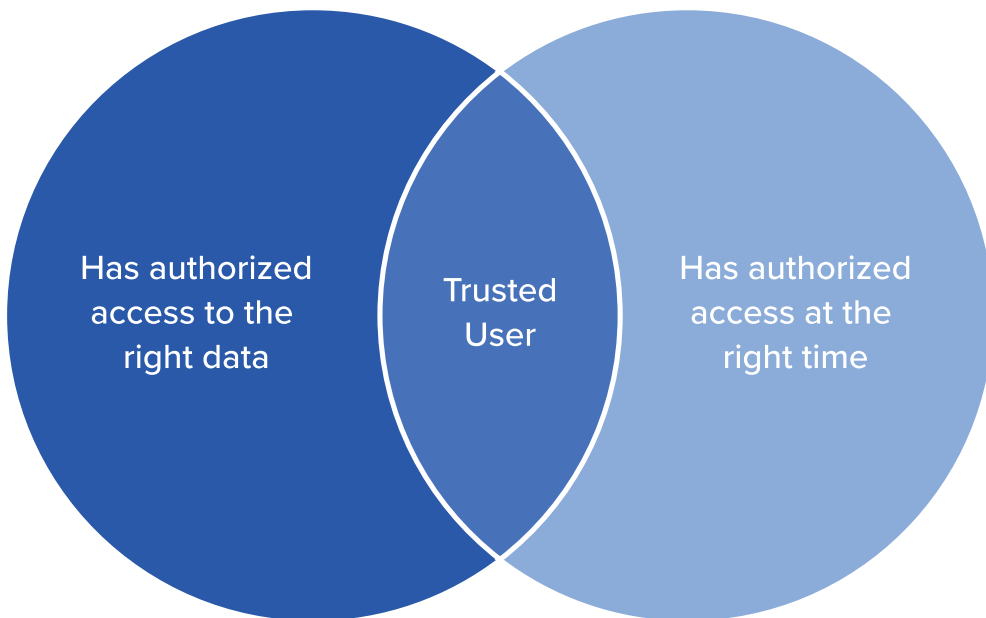 Has authorized
access to the
right data
Trusted
User
Has authorized
access at the
right time